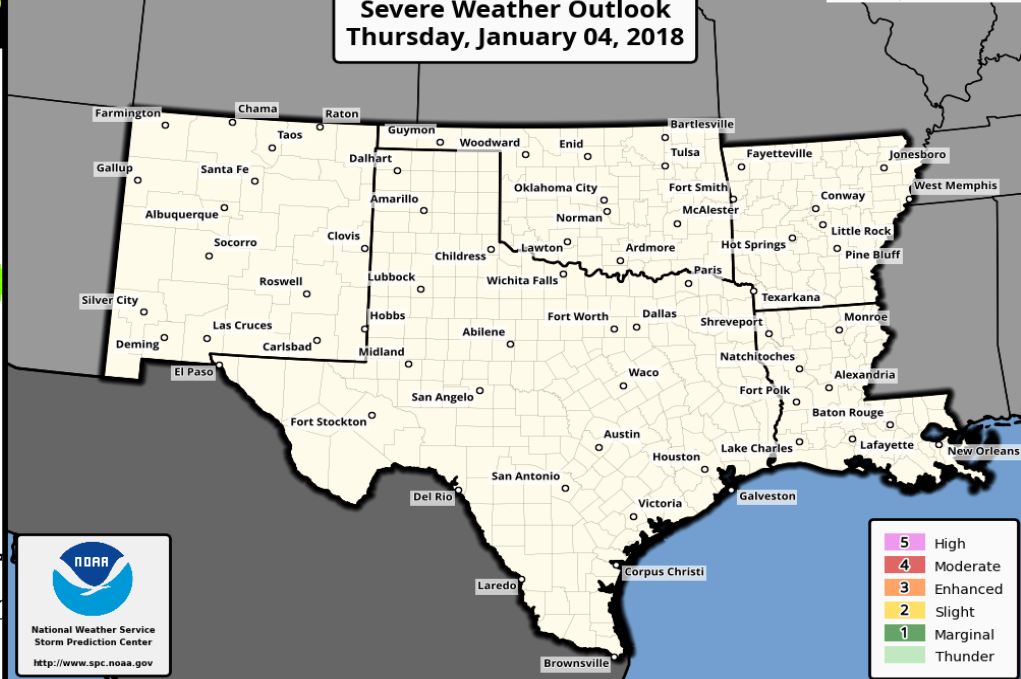 Severe Weather Outlook
Thursday, January 04, 2018
Farmington
Chama
Raton
Taos
Guymon
Woodward
Enid
Bartlesville
Tulsa
Fayetteville
Jonesboro
Gallup
Santa Fe
Dalhart
Oklahoma City
Fort Smith
West Memphis
Albuquerque
Amarillo
Norman
McAlester
Conway
Socorro
Clovis
Childress
Lawton
Ardmore
Hot Springs
Little Rock
Pine Bluff
Roswell
Lubbock
Wichita Falls
Paris
Texarkana
Silver City
Las Cruces
Hobbs
Abilene
Fort Worth
Dallas
Shreveport
Monroe
Deming
Carlsbad
Midland
Natchitoches
El Paso
San Angelo
Waco
Fort Polk
Alexandria
Fort Stockton
Austin
Baton Rouge
Houston
Lake Charles
Lafayette
New Orleans
Del Rio
San Antonio
Galveston
Victoria
Laredo
Corpus Christi
Brownsville
NOAA
National Weather Service
Storm Prediction Center
http://www.spc.noaa.gov
5 High
4 Moderate
3 Enhanced
2 Slight
1 Marginal
Thunder